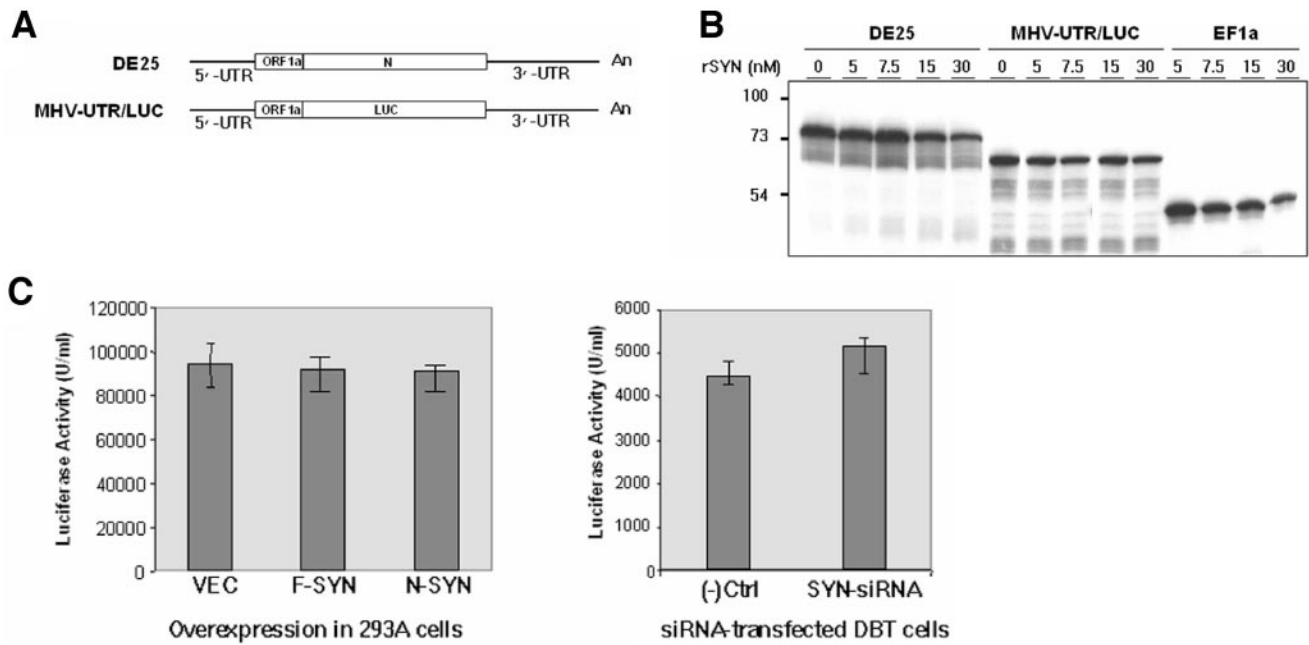 A
DE25
ORF1a N
5'-UTR 3'-UTR An
MHV-UTR/LUC
ORF1a LUC
5'-UTR 3'-UTR An
B
DE25 MHV-UTR/LUC EF1a
rSYN (nM) 0 5 7.5 15 30 0 5 7.5 15 30 5 7.5 15 30
100
73
54
C
Luciferase Activity (U/ml)
120000
100000
80000
60000
40000
20000
0
VEC F-SYN N-SYN
Overexpression in 293A cells
Luciferase Activity (U/ml)
6000
5000
4000
3000
2000
1000
0
(-)Ctrl SYN-siRNA
siRNA-transfected DBT cells